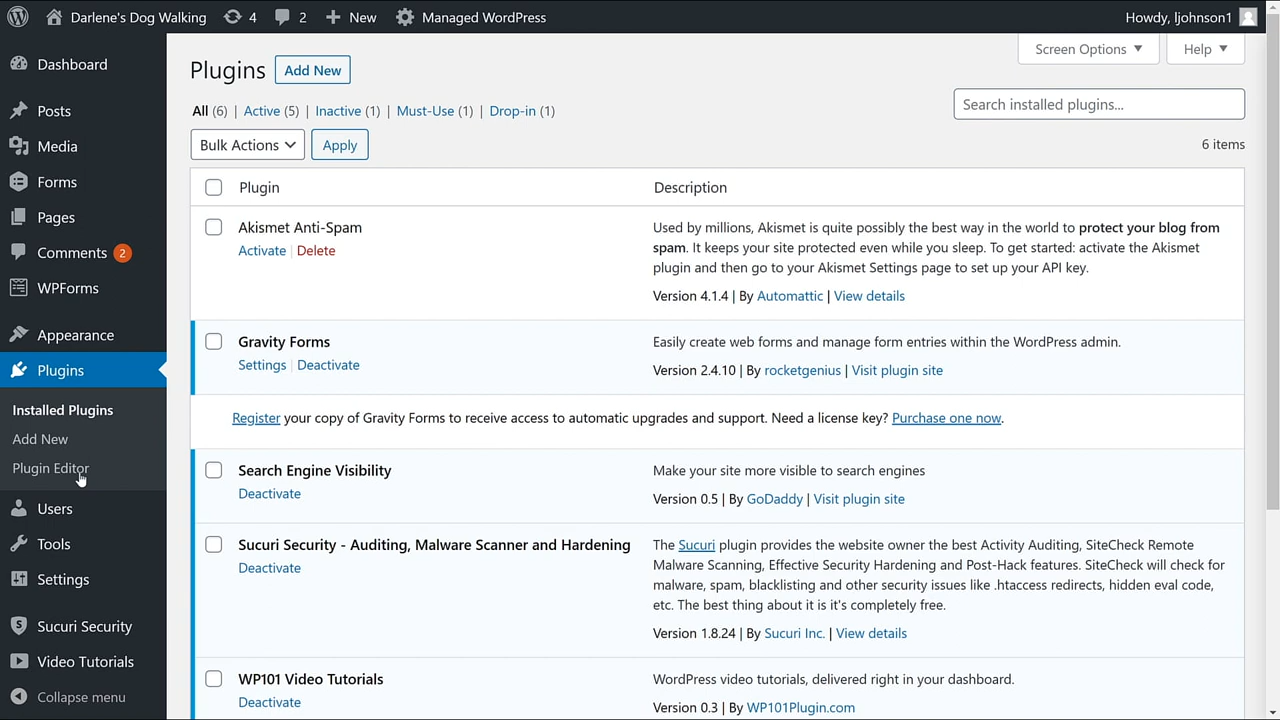 Darlene's Dog Walking 4 2 New Managed WordPress Howdy, ljohnson1
Dashboard
Posts
Media
Forms
Pages
Comments 2
WPForms
Appearance
Plugins
Installed Plugins
Add New
Plugin Editor
Users
Tools
Settings
Sucuri Security
Video Tutorials
Collapse menu
Screen Options Help
Plugins Add New
All (6) | Active (5) | Inactive (1) | Must-Use (1) | Drop-in (1)
Search installed plugins...
Bulk Actions Apply
6 items
Plugin Description
Akismet Anti-Spam
Activate | Delete
Used by millions, Akismet is quite possibly the best way in the world to protect your blog from
spam. It keeps your site protected even while you sleep. To get started: activate the Akismet
plugin and then go to your Akismet Settings page to set up your API key.
Version 4.1.4 | By Automattic | View details
Gravity Forms
Settings | Deactivate
Easily create web forms and manage form entries within the WordPress admin.
Version 2.4.10 | By rocketgenius | Visit plugin site
Register your copy of Gravity Forms to receive access to automatic upgrades and support. Need a license key? Purchase one now.
Search Engine Visibility
Deactivate
Make your site more visible to search engines
Version 0.5 | By GoDaddy | Visit plugin site
Sucuri Security - Auditing, Malware Scanner and Hardening
Deactivate
The Sucuri plugin provides the website owner the best Activity Auditing, SiteCheck Remote
Malware Scanning, Effective Security Hardening and Post-Hack features. SiteCheck will check for
malware, spam, blacklisting and other security issues like .htaccess redirects, hidden eval code,
etc. The best thing about it is it's completely free.
Version 1.8.24 | By Sucuri Inc. | View details
WP101 Video Tutorials
Deactivate
WordPress video tutorials, delivered right in your dashboard.
Version 0.3 | By WP101Plugin.com